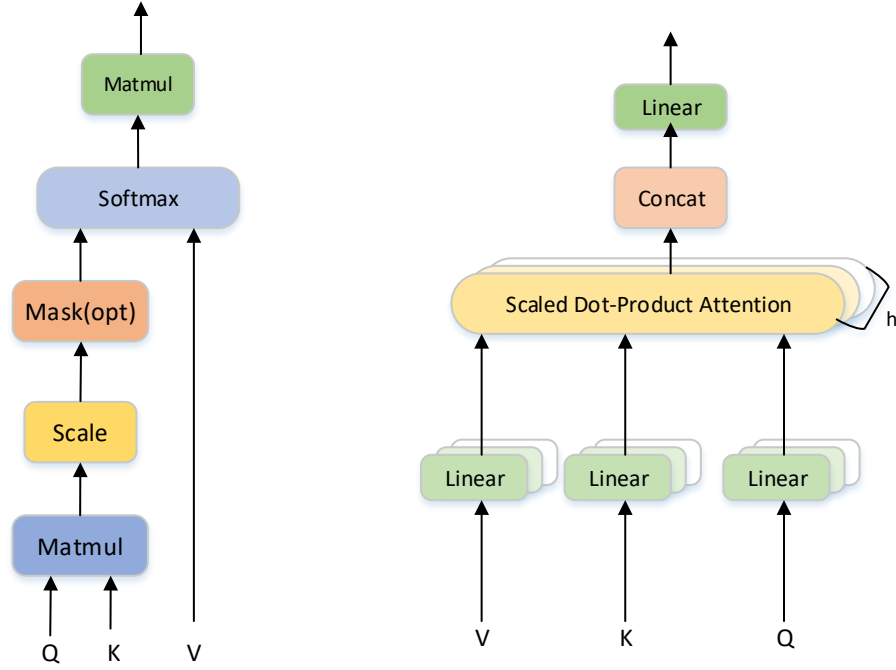 Matmul
Softmax
Mask(opt)
Scale
Matmul
Q K V
Linear
Concat
Scaled Dot-Product Attention
h
Linear Linear Linear
V K Q